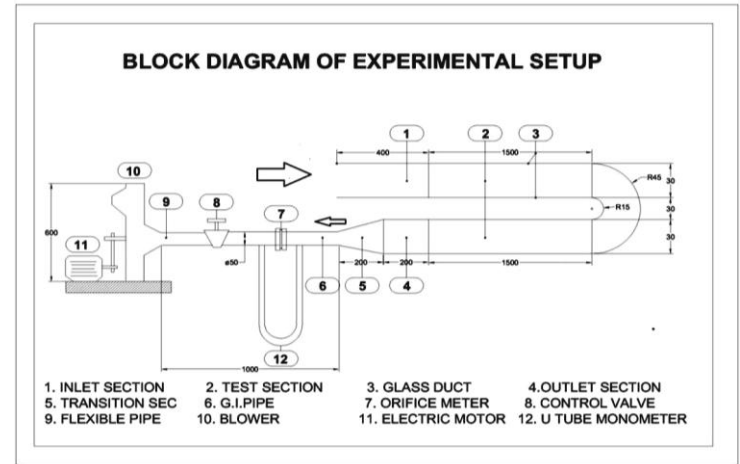 BLOCK DIAGRAM OF EXPERIMENTAL SETUP
1 2 3
400 1500
10
R45 30
9 8 7
R15 30
600
11
30
ø50
200 200 1500
6 5 4
12
1000
1. INLET SECTION 2. TEST SECTION 3. GLASS DUCT 4.OUTLET SECTION
5. TRANSITION SEC 6. G.I.PIPE 7. ORIFICE METER 8. CONTROL VALVE
9. FLEXIBLE PIPE 10. BLOWER 11. ELECTRIC MOTOR 12. U TUBE MONOMETER